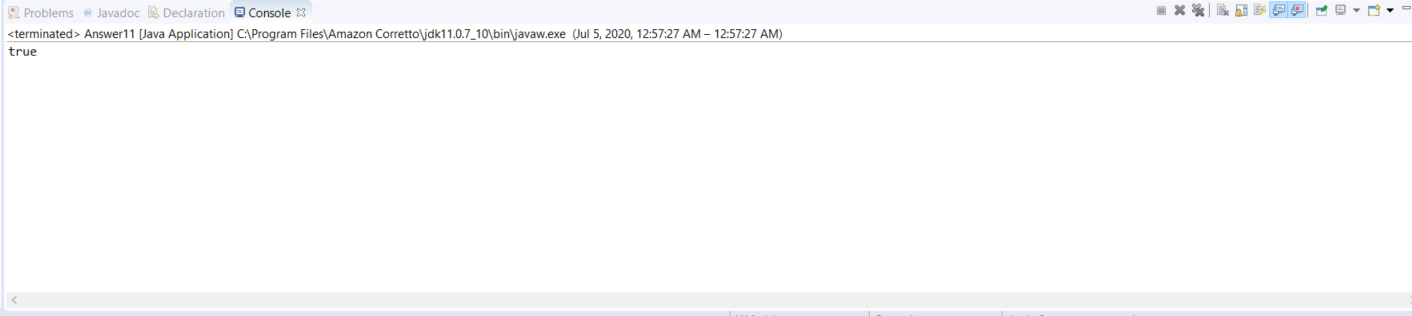 Problems Javadoc Declaration Console
<terminated> Answer11 [Java Application] C:\Program Files\Amazon Corretto\jdk11.0.7_10\bin\javaw.exe (Jul 5, 2020, 12:57:27 AM – 12:57:27 AM)
true